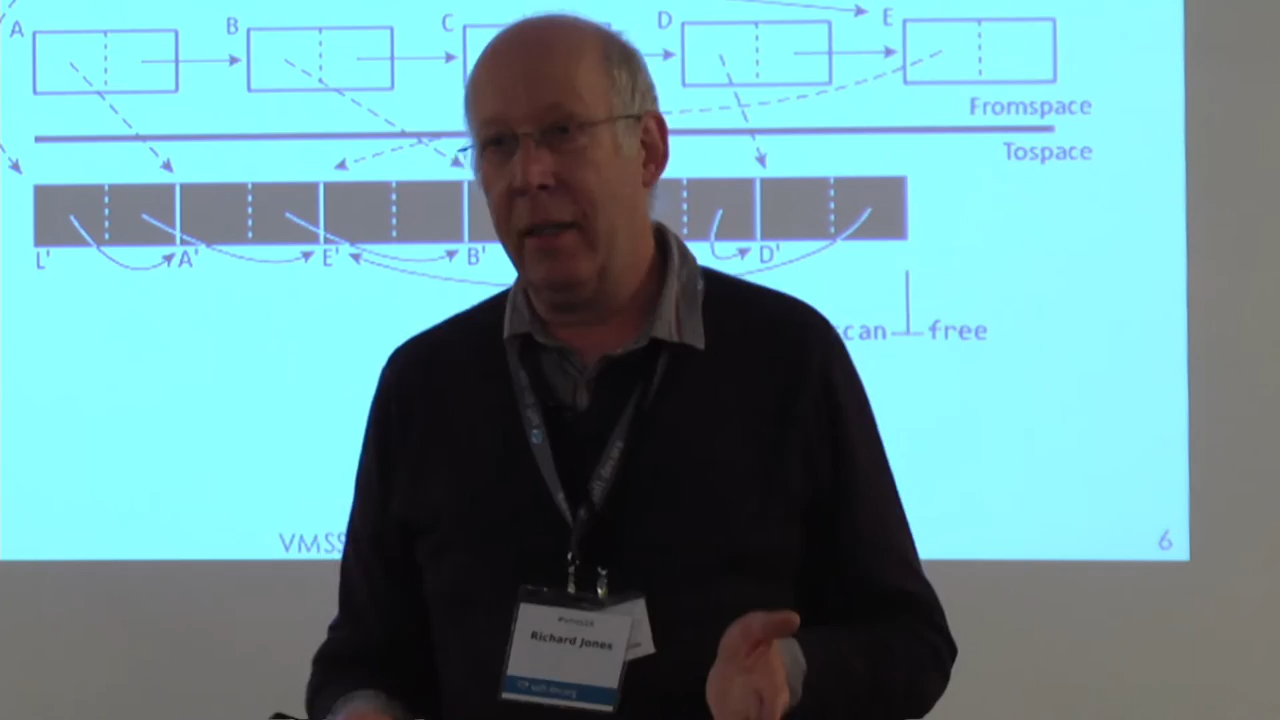 A B C D E
Fromspace
Tospace
L' A' E' B' D'
scan free
VMSS
6
Richard Jones